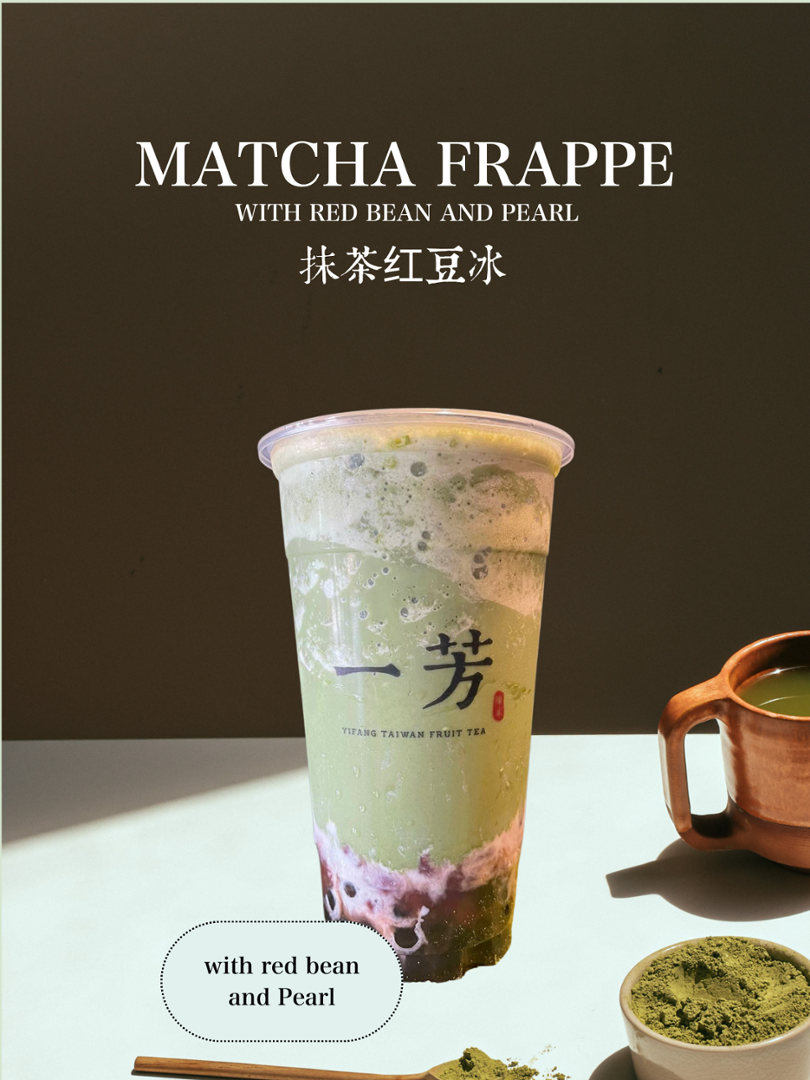 MATCHA FRAPPE
WITH RED BEAN AND PEARL
抹茶红豆冰
一芳
YIFANG TAIWAN FRUIT TEA
with red bean
and Pearl